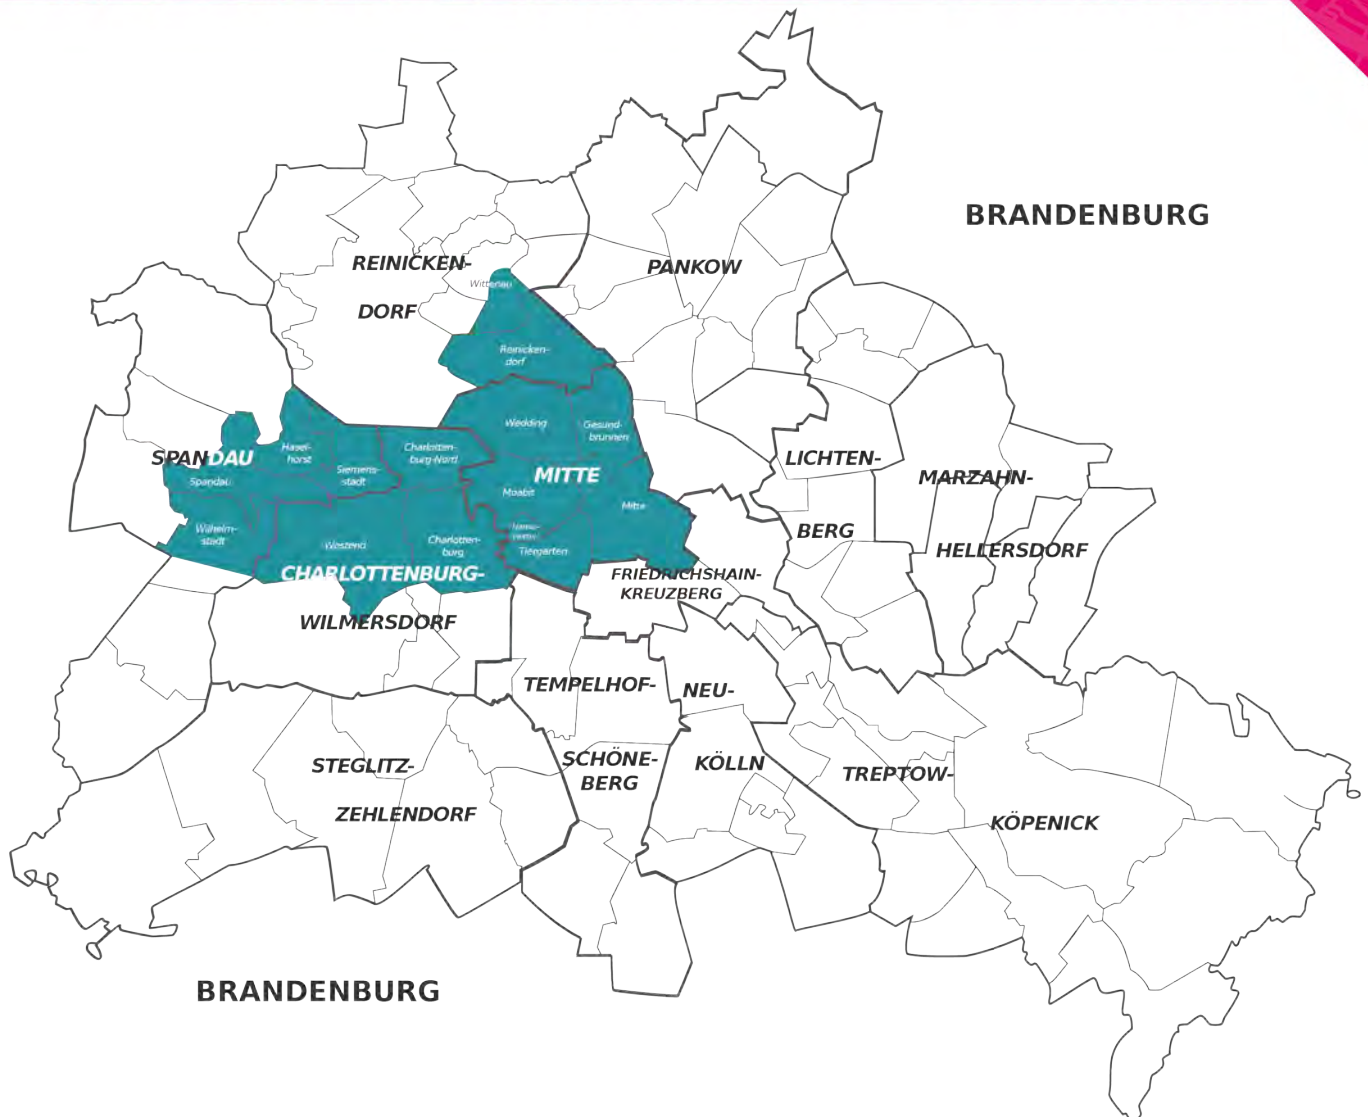 BRANDENBURG
REINICKEN-
DORF
PANKOW
Wittenau
Reinicken-
dorf
Wedding
Gesund-
brunnen
SPANDAU
Spandau
Hasel-
horst
Siemens-
stadt
Charlotten-
burg-Nord
MITTE
Moabit
Mitte
Wilhelm-
stadt
Westend
Charlotten-
burg
Tiergarten
CHARLOTTENBURG-
WILMERSDORF
FRIEDRICHSHAIN-
KREUZBERG
LICHTEN-
BERG
MARZAHN-
HELLERSDORF
TEMPELHOF-
SCHÖNE-
BERG
NEU-
KÖLLN
STEGLITZ-
ZEHLENDORF
TREPTOW-
KÖPENICK
BRANDENBURG